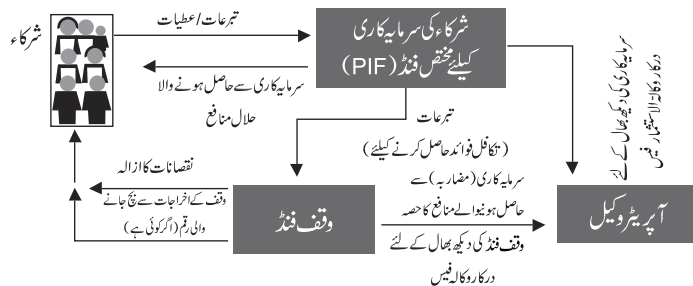 شرکاء
تبرعات/عطیات
شرکاء کی سرمایہ کاری
کیلئے مختص فنڈ (PIF)
سرمایہ کاری سے حاصل ہونے والا
حلال منافع
سرمایہ کاری کی دیکھ بھال کے لئے
درکار وکالۃ الاستثمار فیس
تبرعات
(تکافل فوائد حاصل کرنے کیلئے)
نقصانات کا ازالہ
وقف کے اخراجات سے بچ جانے
والی رقم (اگر کوئی ہے)
وقف فنڈ
سرمایہ کاری (مضاربہ) سے
حاصل ہونیوالے منافع کا حصہ
وقف فنڈ کی دیکھ بھال کے لئے
درکار وکالہ فیس
آپریٹر وکیل